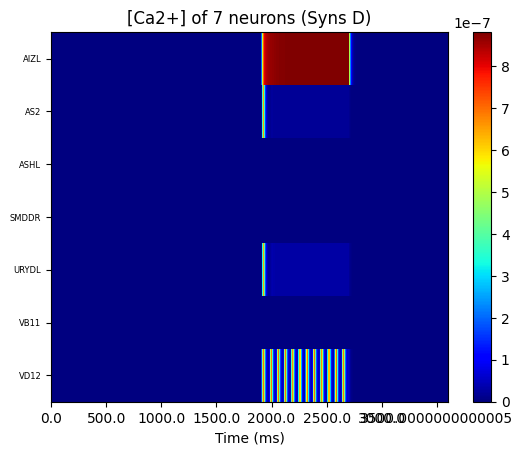 [Ca2+] of 7 neurons (Syns D)
1e−7
AIZL
AS2
ASHL
SMDDR
URYDL
VB11
VD12
8
7
6
5
4
3
2
1
0
0.0 500.0 1000.0 1500.0 2000.0 2500.0 3000.0 3500.0000000000005
Time (ms)